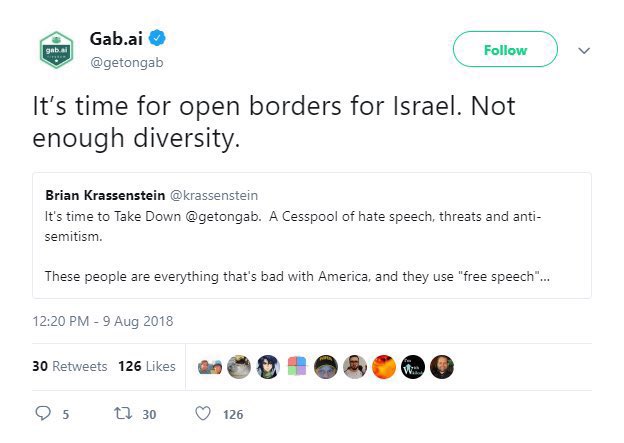 Gab.ai
@getongab
Follow
gab.ai
It’s time for open borders for Israel. Not
enough diversity.
Brian Krassenstein @krassenstein
It's time to Take Down @getongab.  A Cesspool of hate speech, threats and anti-
semitism.
These people are everything that's bad with America, and they use "free speech"...
12:20 PM - 9 Aug 2018
30 Retweets 126 Likes
5 30 126